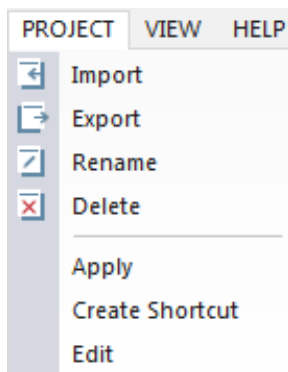 PROJECT VIEW HELP
Import
Export
Rename
Delete
Apply
Create Shortcut
Edit